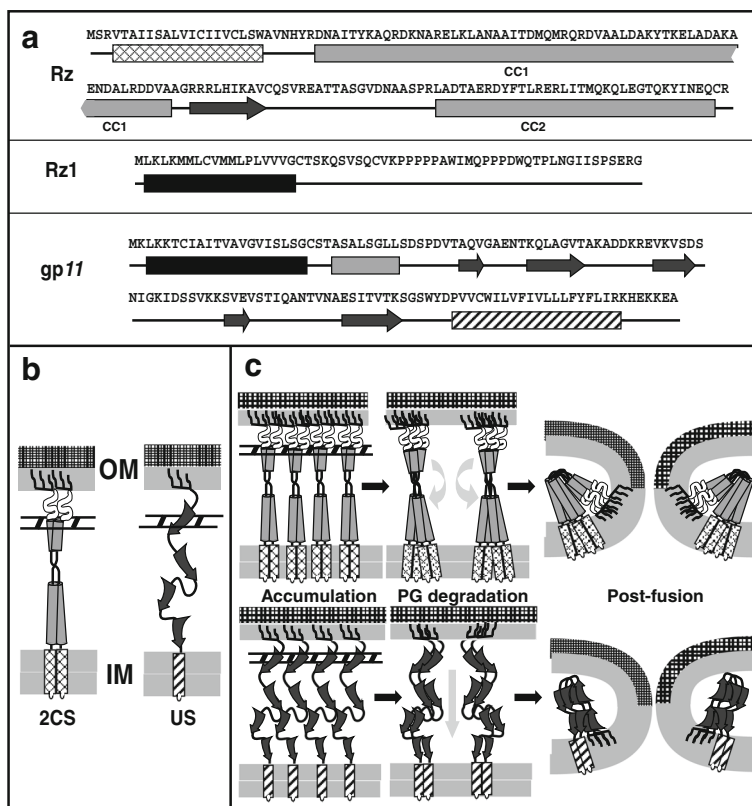 a
Rz
MSRVTAIISALVICIIVCLSWAVNHYRDNAITYKAQRDKNARELKLANAAITDMQMRQRDVAALDAKYTKELADAKA
CC1
ENDALRDDVAAGRRRLHIKAVCQSVREATTASGVDNAASPRLADTAERDYFTLRERLITMQKQLEGTQKYINEQCR
CC1
CC2
Rz1
MLKLKMMLCVMMLPLVVVGCTSKQSVSQCVKPPPPPAWIMQPPPDWQTPLNGIISPSERG
gp11
MKLKKTCIAITVAVGVISLSGCSTASALSGLLSDSPDVTAQVGAENTKQLAGVTAKADDKREVKVSDS
NIGKIDSSVKKSVEVSTIQANTVNAESITVTKSGSWYDPVVCWILVFIVLLLFYFLIRKHEKKEA
b
OM
IM
2CS
US
c
Accumulation
PG degradation
Post-fusion